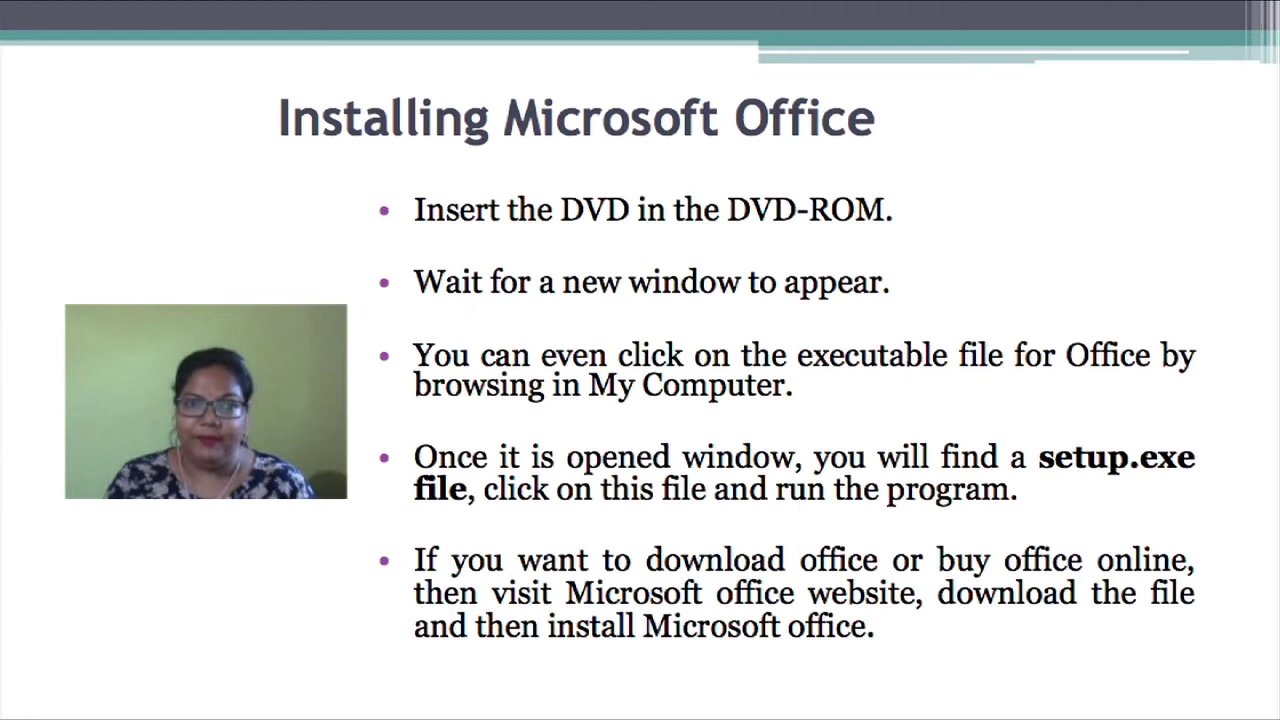 Installing Microsoft Office
• Insert the DVD in the DVD-ROM.
• Wait for a new window to appear.
• You can even click on the executable file for Office by
browsing in My Computer.
• Once it is opened window, you will find a setup.exe
file, click on this file and run the program.
• If you want to download office or buy office online,
then visit Microsoft office website, download the file
and then install Microsoft office.